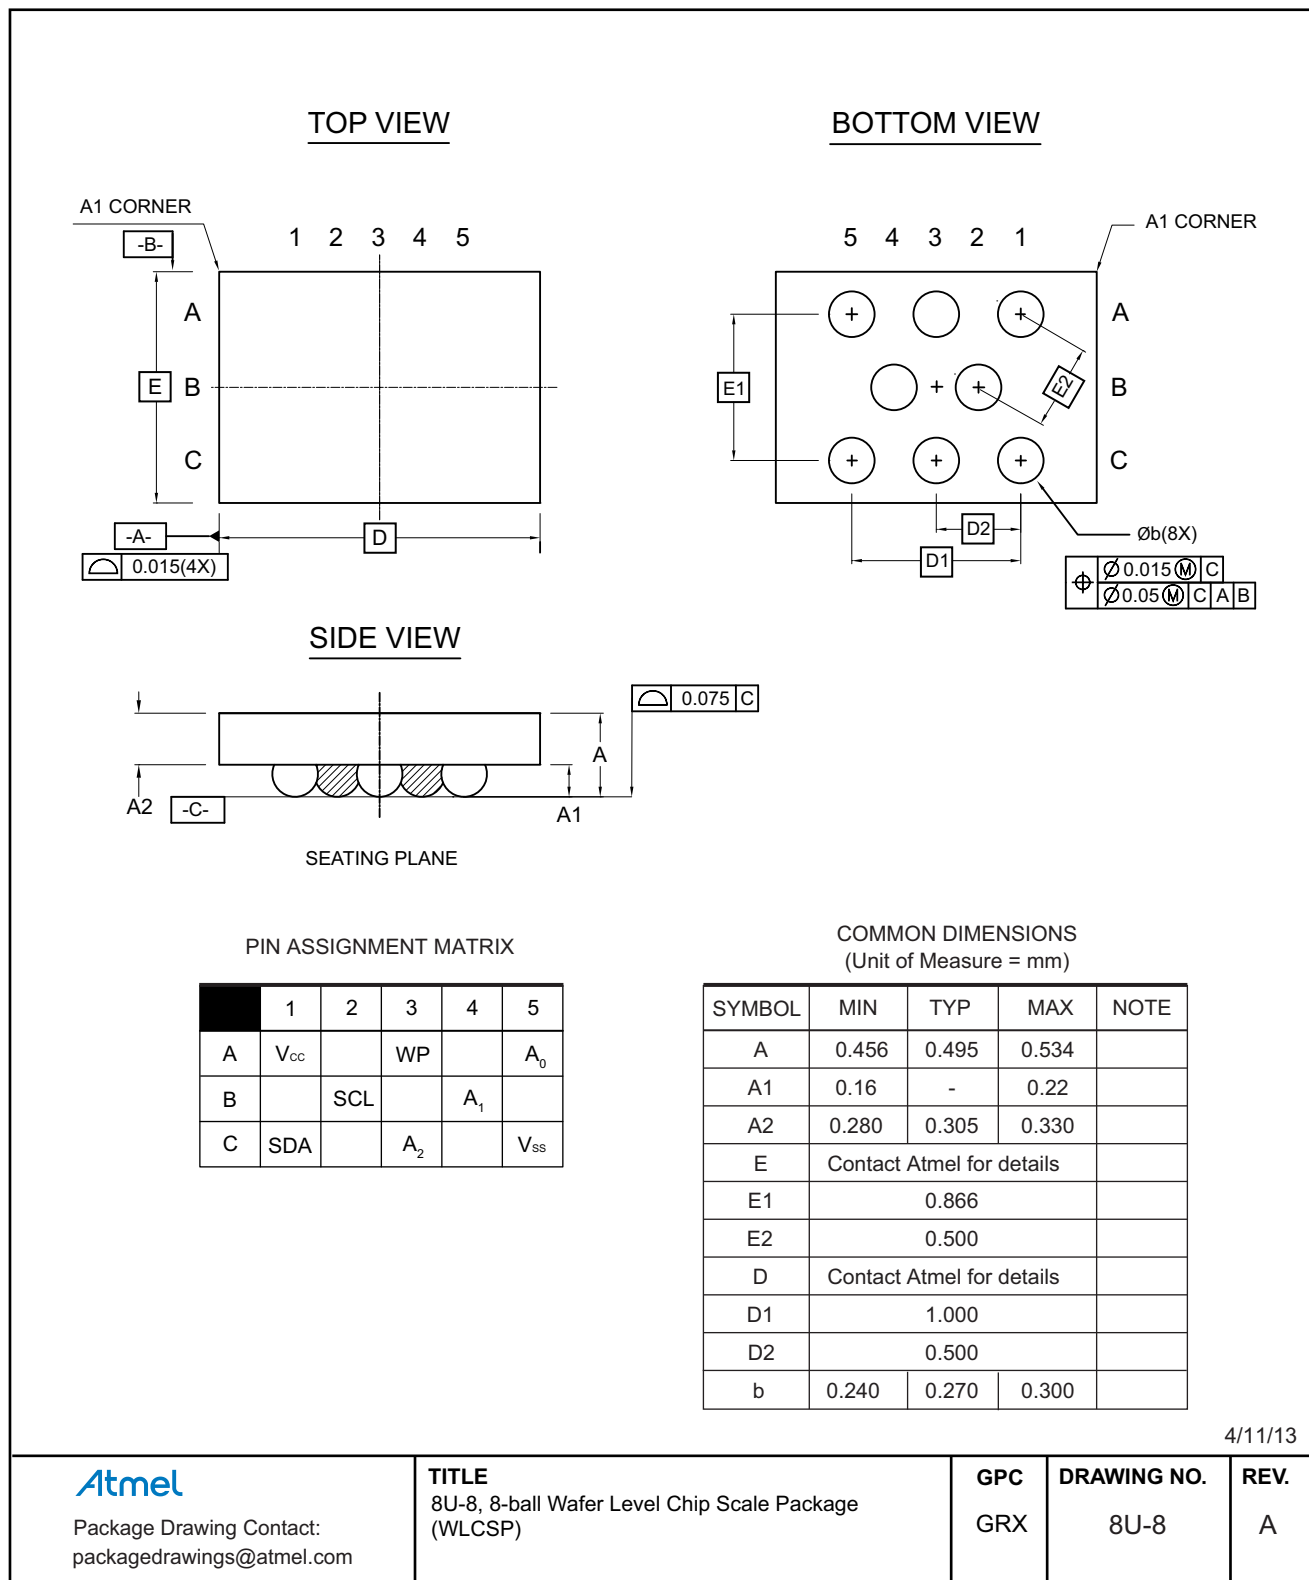 TOP VIEW
BOTTOM VIEW
A1 CORNER
A1 CORNER
-B-
1 2 3 4 5
5 4 3 2 1
A
A
E B
E1
E2
B
C
C
-A-
D
D2
D1
Øb(8X)
0.015(4X)
Ø0.015 M C
Ø0.05 M C A B
SIDE VIEW
0.075 C
A
A2
-C-
A1
SEATING PLANE
PIN ASSIGNMENT MATRIX
1 2 3 4 5
A Vcc WP A0
B SCL A1
C SDA A2 Vss
COMMON DIMENSIONS
(Unit of Measure = mm)
SYMBOL MIN TYP MAX NOTE
A 0.456 0.495 0.534
A1 0.16 - 0.22
A2 0.280 0.305 0.330
E Contact Atmel for details
E1 0.866
E2 0.500
D Contact Atmel for details
D1 1.000
D2 0.500
b 0.240 0.270 0.300
4/11/13
Atmel
Package Drawing Contact:
packagedrawings@atmel.com
TITLE
8U-8, 8-ball Wafer Level Chip Scale Package
(WLCSP)
GPC
GRX
DRAWING NO.
8U-8
REV.
A